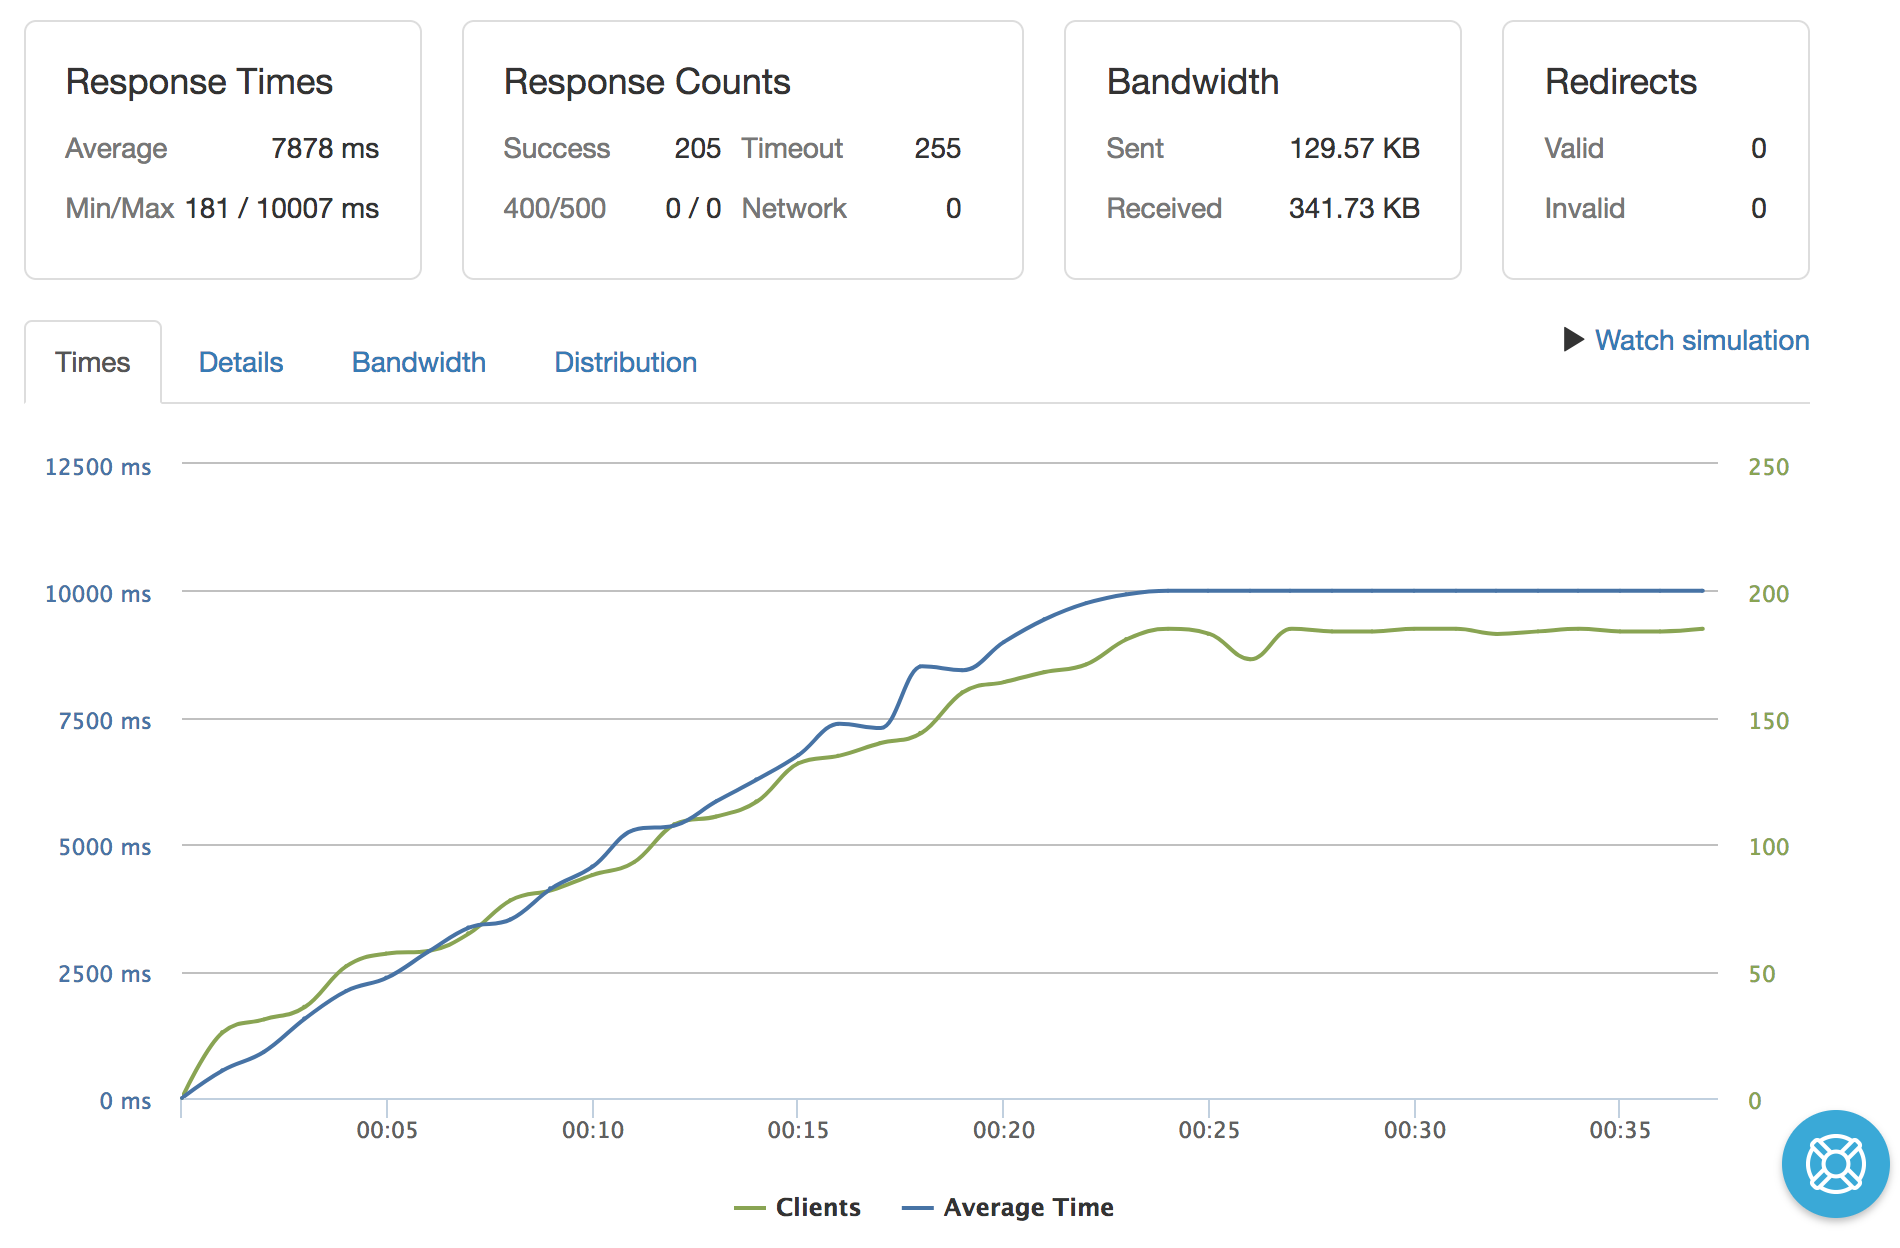 Response Times
Average 7878 ms
Min/Max 181 / 10007 ms
Response Counts
Success 205 Timeout 255
400/500 0 / 0 Network 0
Bandwidth
Sent 129.57 KB
Received 341.73 KB
Redirects
Valid 0
Invalid 0
Times Details Bandwidth Distribution
Watch simulation
12500 ms 250
10000 ms 200
7500 ms 150
5000 ms 100
2500 ms 50
0 ms 0
00:05 00:10 00:15 00:20 00:25 00:30 00:35
Clients Average Time